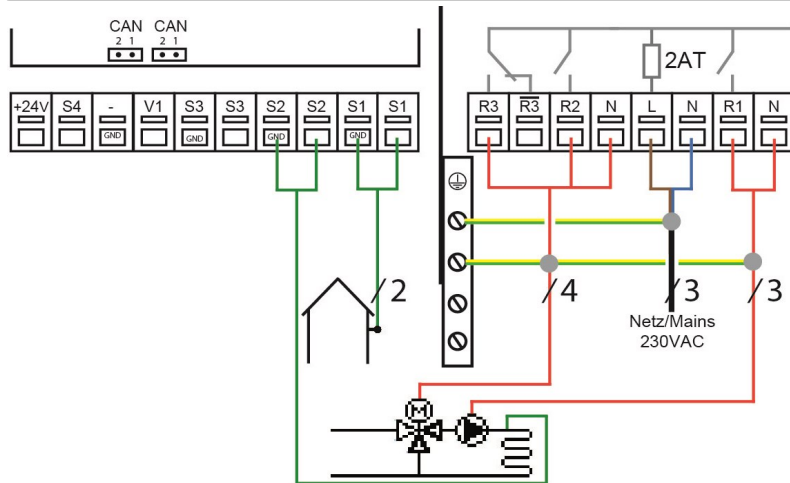 CAN CAN
2 1 2 1
+24V S4 - V1 S3 S3 S2 S2 S1 S1
GND GND GND GND
2AT
R3 R̅3̅ R2 N L N R1 N
2
4
3
3
Netz/Mains
230VAC
M